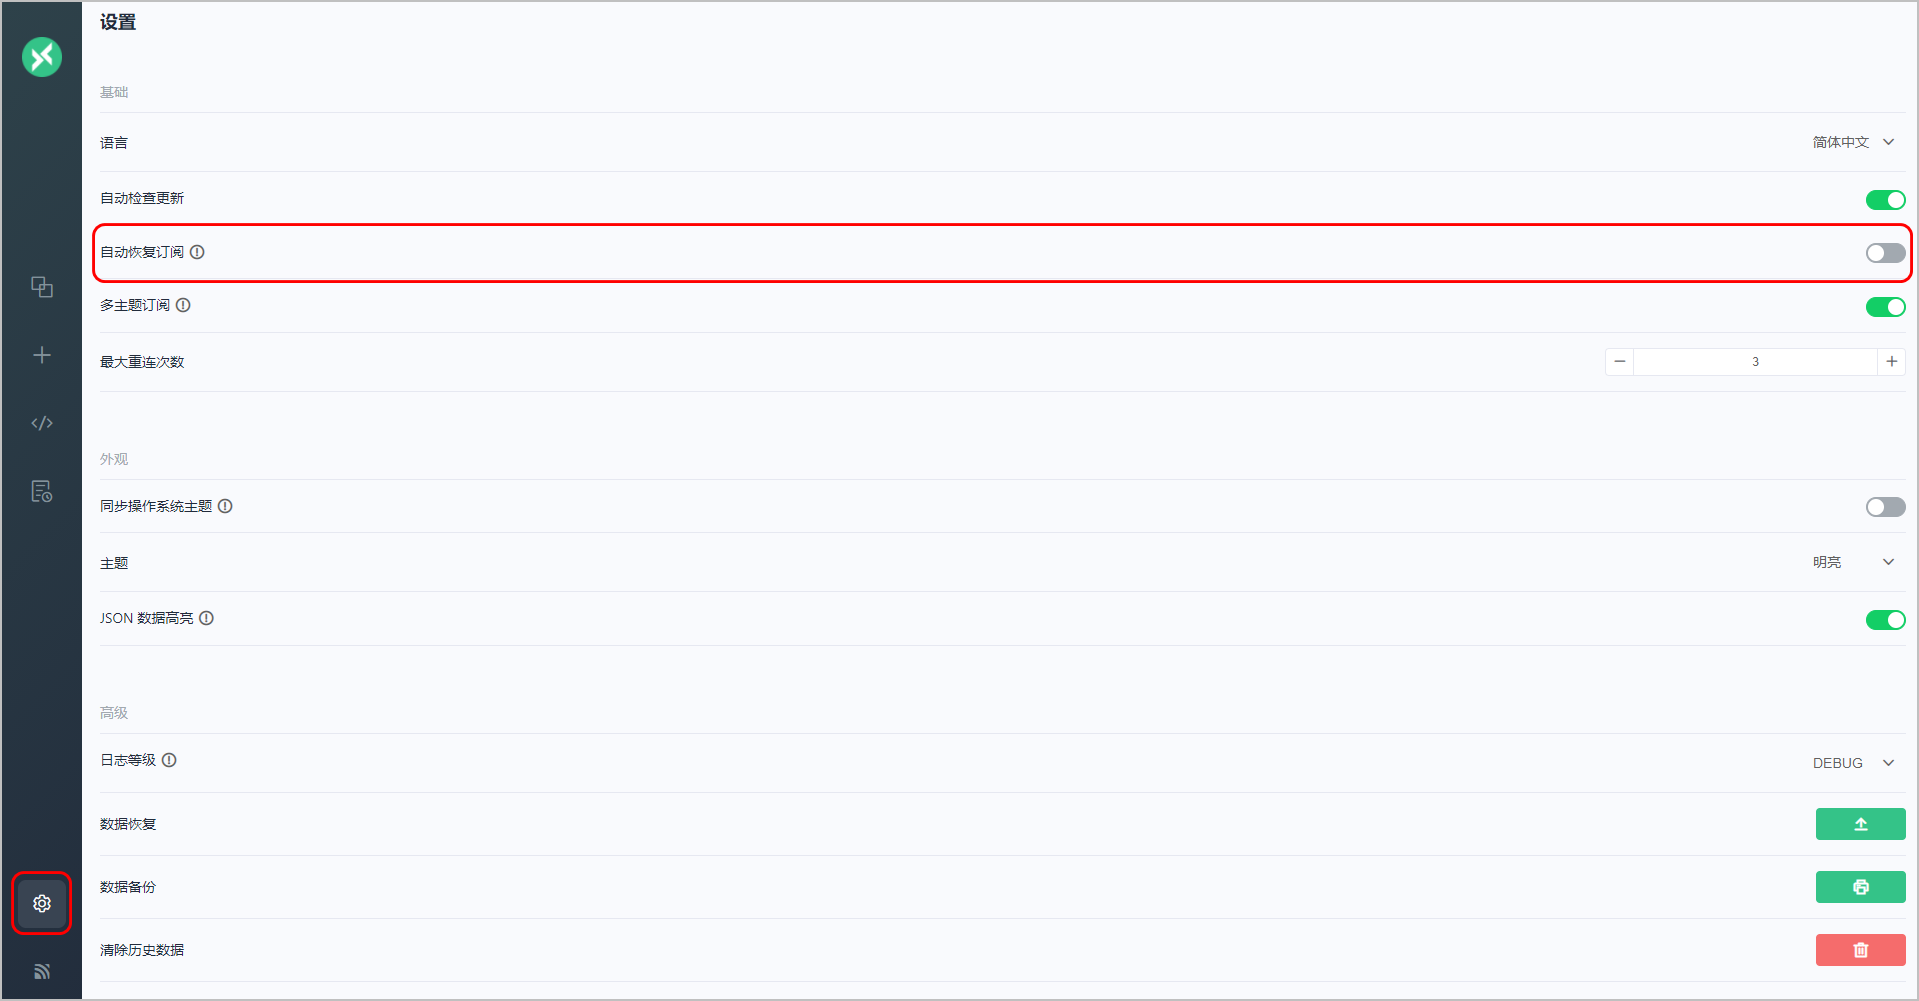 设置
基础
语言 简体中文
自动检查更新
自动恢复订阅
多主题订阅
最大重连次数 3
外观
同步操作系统主题
主题 明亮
JSON 数据高亮
高级
日志等级 DEBUG
数据恢复
数据备份
清除历史数据